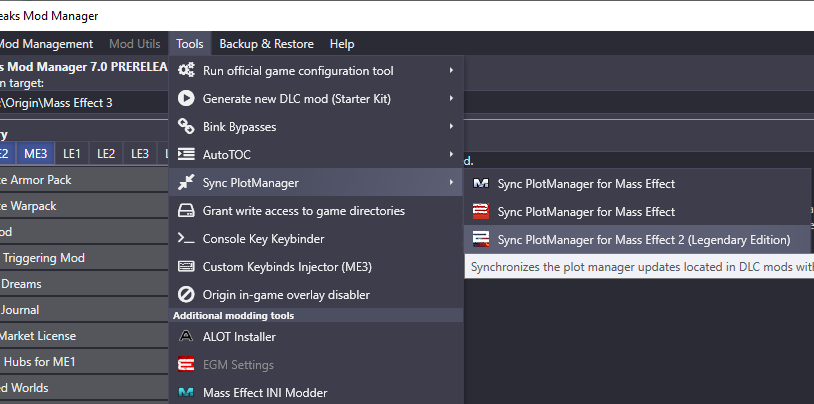 eaks Mod Manager
Mod Management Mod Utils Tools Backup & Restore Help
s Mod Manager 7.0 PRERELEA
n target:
:\Origin\Mass Effect 3
ry
E2 ME3 LE1 LE2 LE3 L
e Armor Pack
e Warpack
od
Triggering Mod
Dreams
Journal
Market License
Hubs for ME1
ed Worlds
Run official game configuration tool
Generate new DLC mod (Starter Kit)
Bink Bypasses
AutoTOC
d.
Sync PlotManager
Grant write access to game directories
Console Key Keybinder
Custom Keybinds Injector (ME3)
Origin in-game overlay disabler
Additional modding tools
ALOT Installer
EGM Settings
Mass Effect INI Modder
Sync PlotManager for Mass Effect
Sync PlotManager for Mass Effect
Sync PlotManager for Mass Effect 2 (Legendary Edition)
Synchronizes the plot manager updates located in DLC mods with